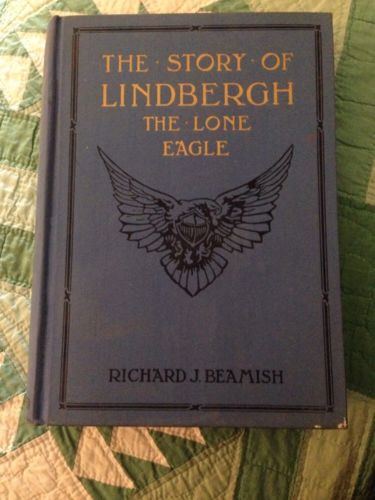 THE · STORY · OF
LINDBERGH
THE · LONE
EAGLE
RICHARD J. BEAMISH